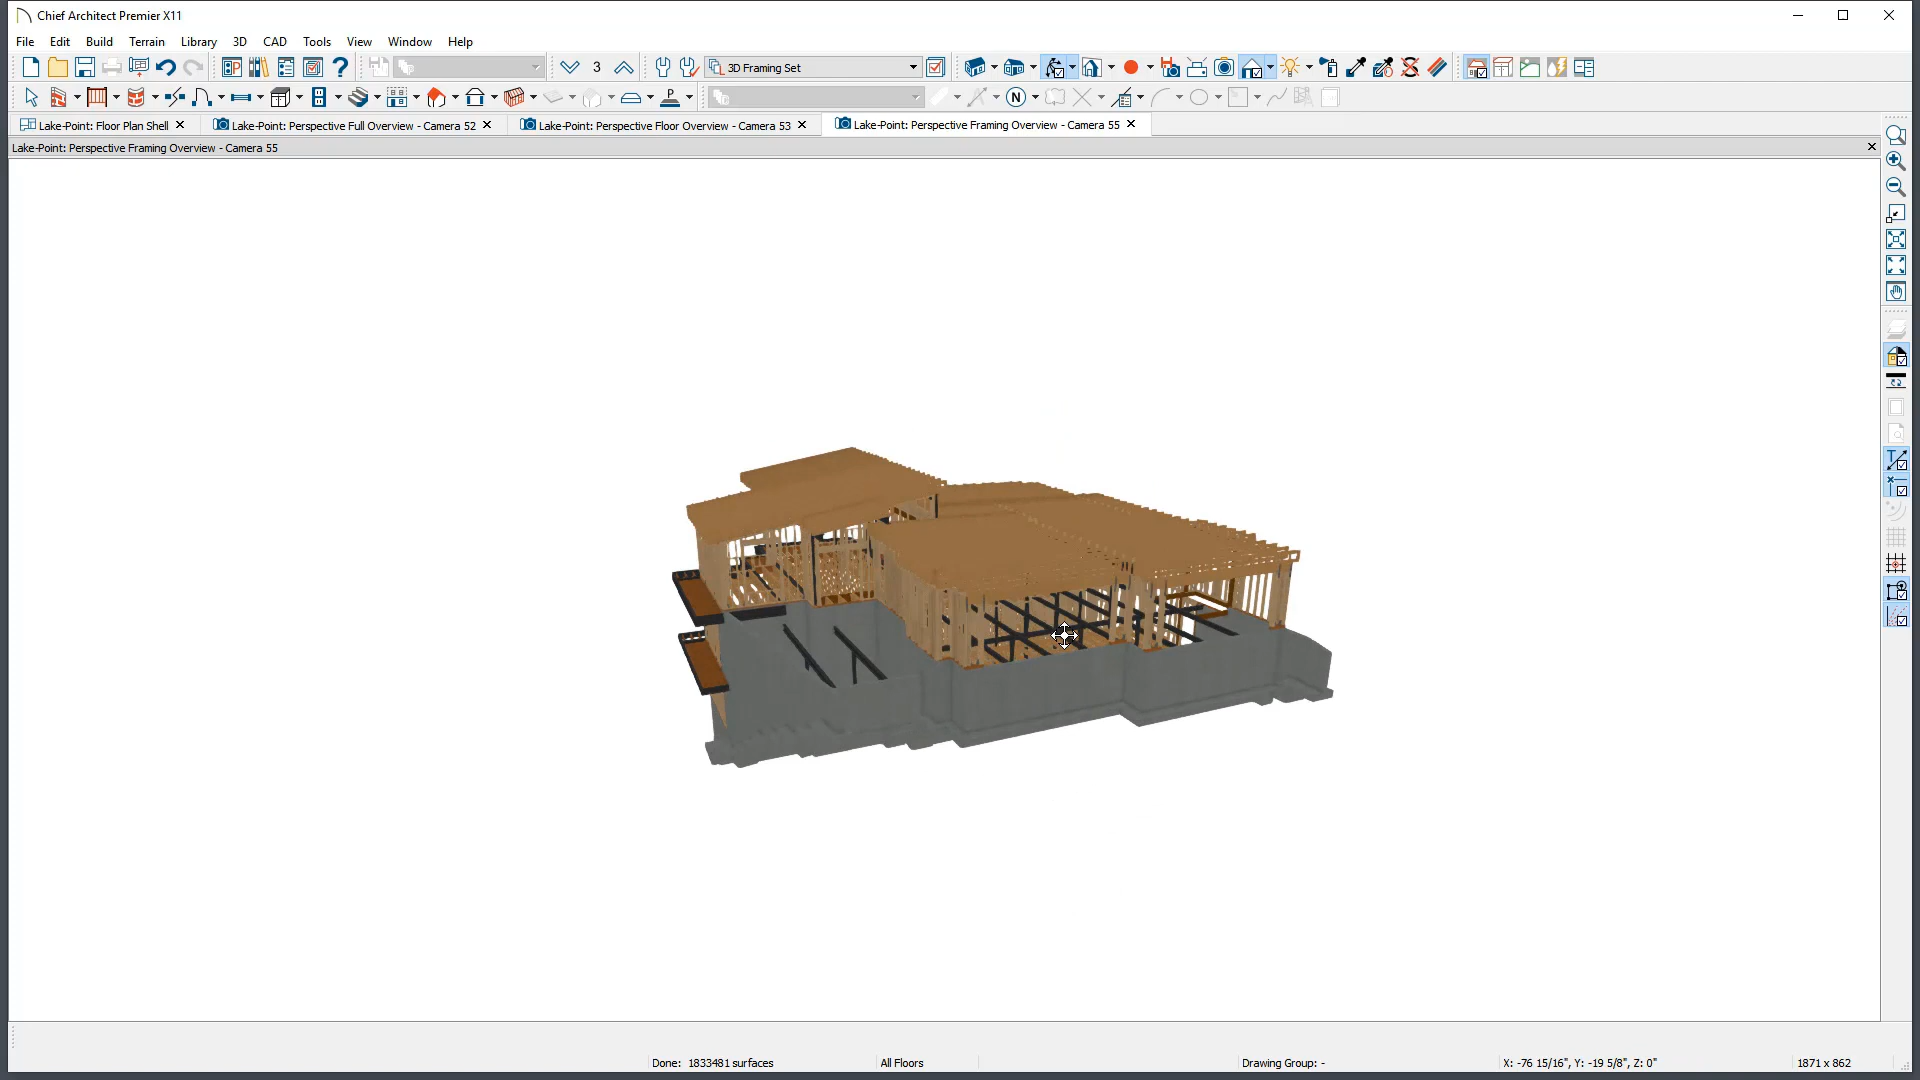 Chief Architect Premier X11
File Edit Build Terrain Library 3D CAD Tools View Window Help
3 3D Framing Set
N P
Lake-Point: Floor Plan Shell Lake-Point: Perspective Full Overview - Camera 52 Lake-Point: Perspective Floor Overview - Camera 53 Lake-Point: Perspective Framing Overview - Camera 55
Lake-Point: Perspective Framing Overview - Camera 55
Done: 1833481 surfaces All Floors Drawing Group: - X: -76 15/16", Y: -19 5/8", Z: 0" 1871 x 862